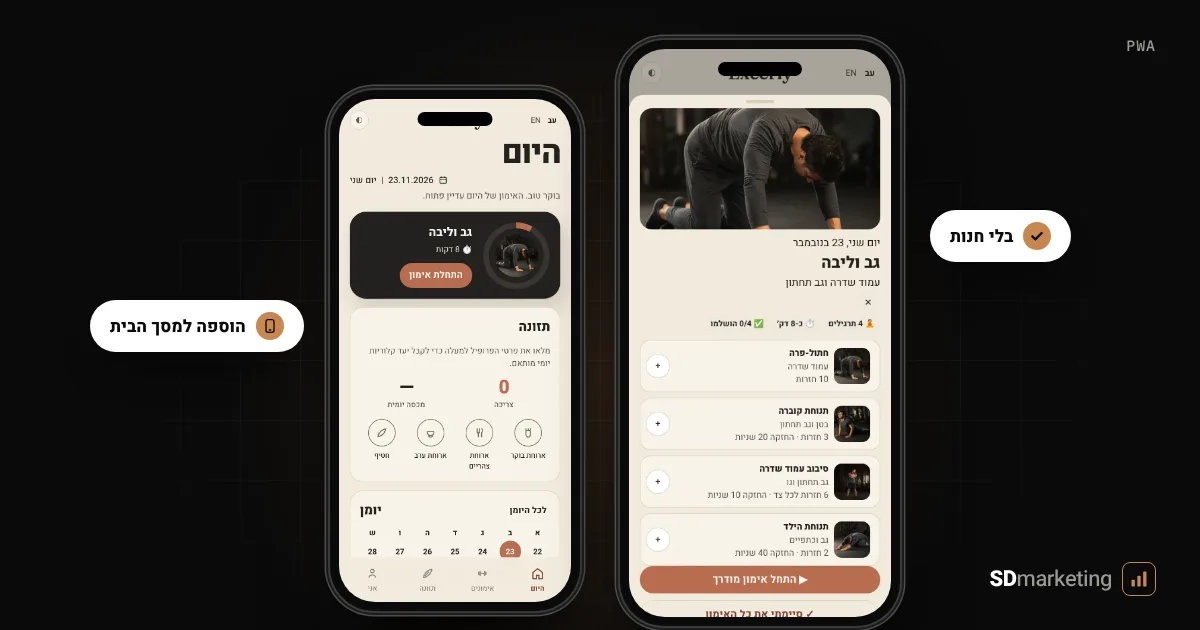 PWA
הוספה למסך הבית
עב
EN
היום
יום שני | 23.11.2026
בוקר טוב. האימון של היום עדיין פתוח.
גב וליבה
8 דקות
התחלת אימון
תזונה
מלאו את פרטי הפרופיל למעלה כדי לקבל יעד קלוריות
יומי מותאם.
0
צריכה
—
מכסה יומית
ארוחת בוקר
ארוחת צהריים
ארוחת ערב
חטיף
יומן
לכל היומן
א ב ג ד ה ו ש
22 23 24 25 26 27 28
היום
אימונים
תזונה
אני
עב
EN
יום שני, 23 בנובמבר
גב וליבה
עמוד שדרה וגב תחתון
×
🧘 4 תרגילים ⏱️ כ-8 דק׳ ✅ 0/4 הושלמו
חתול-פרה
עמוד שדרה
10 חזרות
+
תנוחת קוברה
בטן וגב תחתון
3 חזרות · החזקה 20 שניות
+
סיבוב עמוד שדרה
גב תחתון וגו
6 חזרות לכל צד · החזקה 10 שניות
+
תנוחת הילד
גב וכתפיים
2 חזרות · החזקה 40 שניות
+
▶ התחל אימון מודרך
✓ סיימתי את כל האימון
בלי חנות
SDmarketing